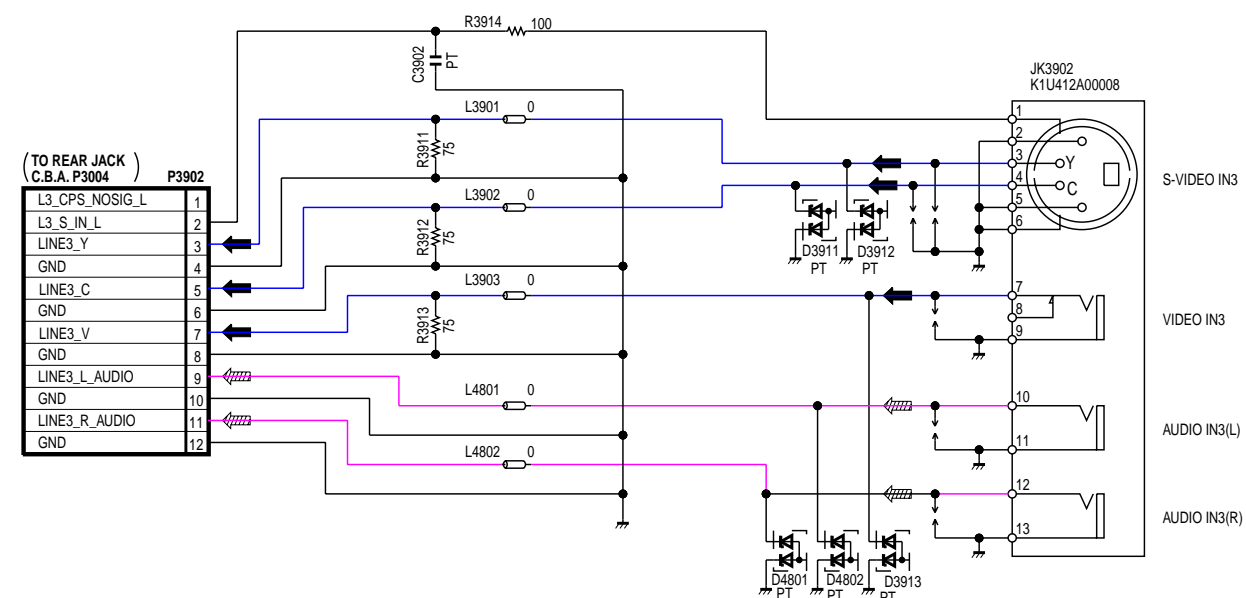 R3914 100
C3902
PT
JK3902
K1U412A00008
L3901 0
R3911
75
1
2
3 Y
4 C
5
6
S-VIDEO IN3
(TO REAR JACK
C.B.A. P3004) P3902
L3_CPS_NOSIG_L 1
L3_S_IN_L 2
LINE3_Y 3
GND 4
LINE3_C 5
GND 6
LINE3_V 7
GND 8
LINE3_L_AUDIO 9
GND 10
LINE3_R_AUDIO 11
GND 12
L3902 0
R3912
75
D3911
PT
D3912
PT
L3903 0
R3913
75
7
8
9
VIDEO IN3
L4801 0
10
11
AUDIO IN3(L)
L4802 0
12
13
AUDIO IN3(R)
D4801
PT
D4802
PT
D3913
PT